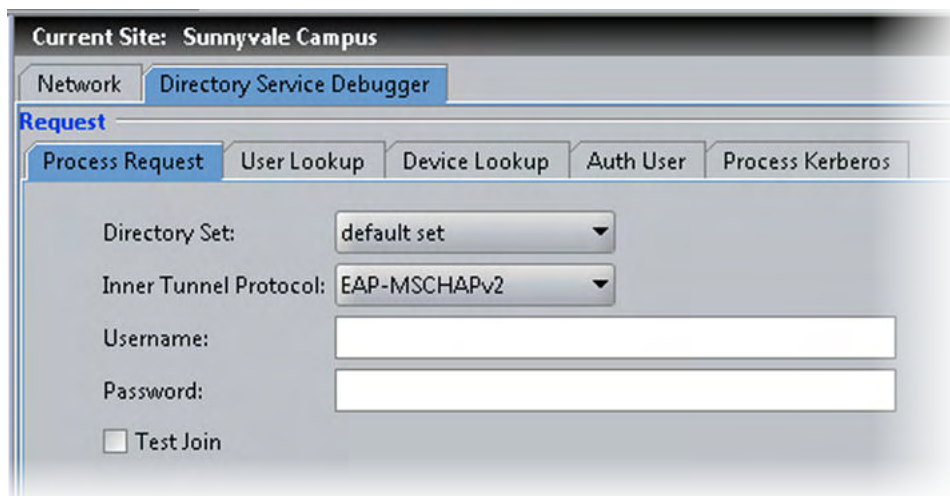 Current Site: Sunnyvale Campus
Network Directory Service Debugger
Request
Process Request User Lookup Device Lookup Auth User Process Kerberos
Directory Set: default set
Inner Tunnel Protocol: EAP-MSCHAPv2
Username:
Password:
Test Join